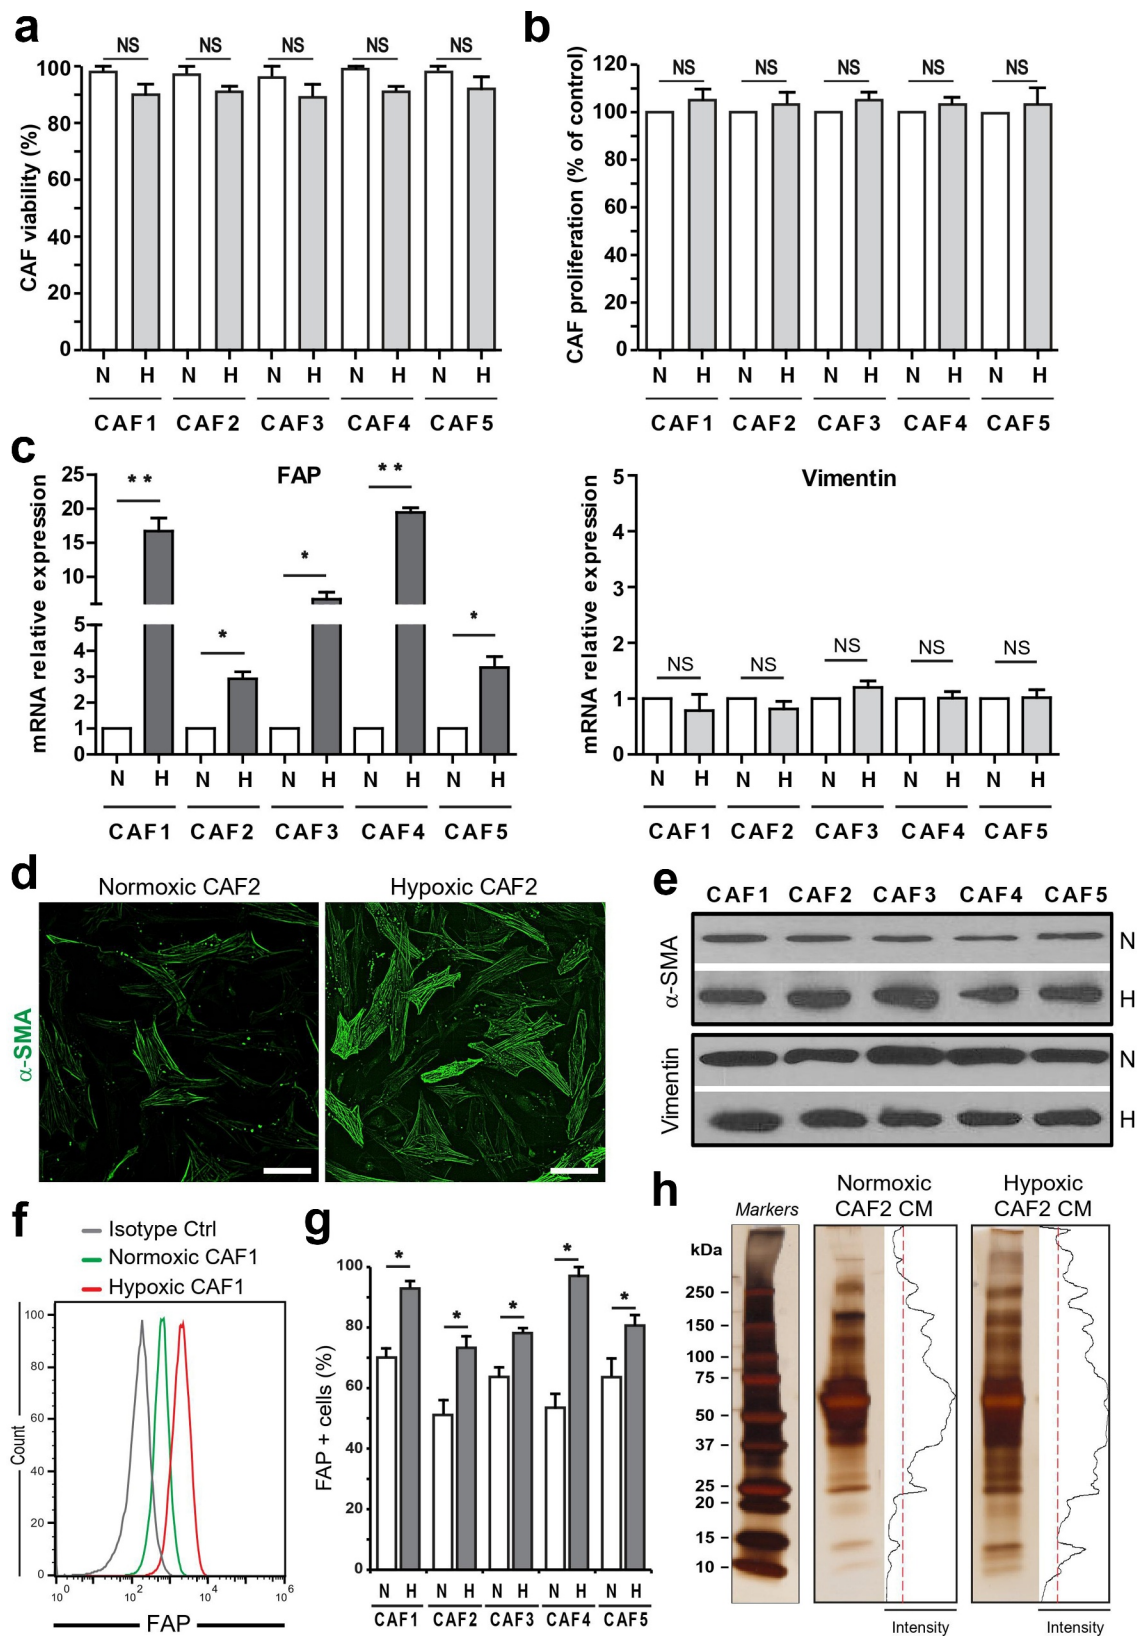 a
NS NS NS NS NS
CAF viability (%)
100
80
60
40
20
0
N H N H N H N H N H
CAF1 CAF2 CAF3 CAF4 CAF5
b
NS NS NS NS NS
CAF proliferation (% of control)
120
100
80
60
40
20
0
N H N H N H N H N H
CAF1 CAF2 CAF3 CAF4 CAF5
c
FAP
mRNA relative expression
25
20
15
10
5
4
3
2
1
0
** * * ** *
N H N H N H N H N H
CAF1 CAF2 CAF3 CAF4 CAF5
Vimentin
mRNA relative expression
5
4
3
2
1
0
NS NS NS NS NS
N H N H N H N H N H
CAF1 CAF2 CAF3 CAF4 CAF5
d
Normoxic CAF2 Hypoxic CAF2
α-SMA
e
CAF1 CAF2 CAF3 CAF4 CAF5
α-SMA
N
H
Vimentin
N
H
f
Isotype Ctrl
Normoxic CAF1
Hypoxic CAF1
Count
100
80
60
40
20
0
10⁰ 10² 10⁴ 10⁶
FAP
g
FAP + cells (%)
100
80
60
40
20
0
* * * * *
N H N H N H N H N H
CAF1 CAF2 CAF3 CAF4 CAF5
h
Markers
Normoxic
CAF2 CM
Hypoxic
CAF2 CM
kDa
250
150
100
75
50
37
25
20
15
10
Intensity Intensity